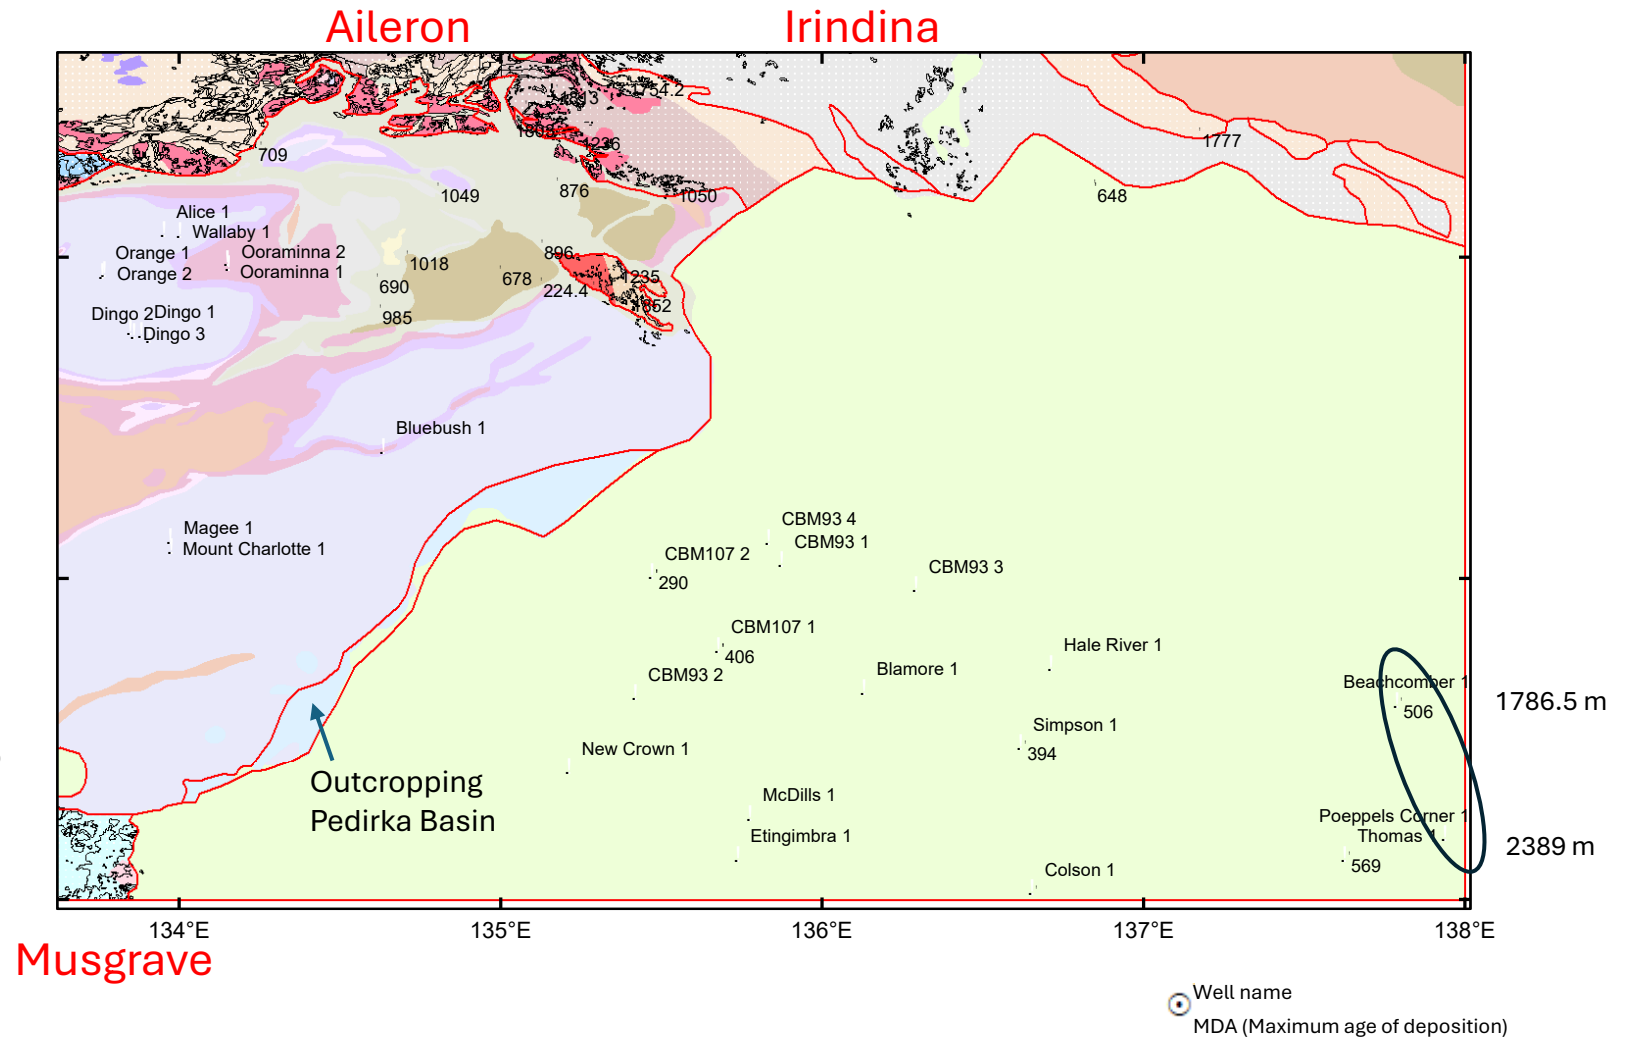 Aileron
Irindina
1754.2
1813
1808
1236
1777
709
1049
876
1050
648
Alice 1
Wallaby 1
Orange 1
Ooraminna 2
Orange 2
Ooraminna 1
896
1018
690
678
224.4
1235
985
Dingo 2
Dingo 1
Dingo 3
Bluebush 1
Magee 1
Mount Charlotte 1
CBM93 4
CBM93 1
CBM107 2
290
CBM93 3
CBM107 1
406
CBM93 2
Blamore 1
Hale River 1
Beachcomber 1
506
1786.5 m
Simpson 1
394
New Crown 1
Outcropping
Pedirka Basin
McDills 1
Etingimbra 1
Poeppels Corner 1
Thomas 1
569
2389 m
Colson 1
134°E
135°E
136°E
137°E
138°E
Musgrave
Well name
MDA (Maximum age of deposition)